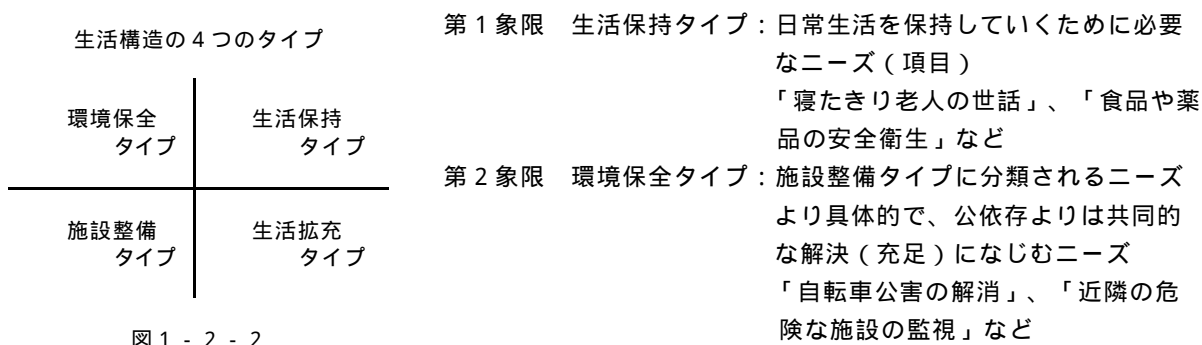 生活構造の4つのタイプ
環境保全
タイプ
生活保持
タイプ
施設整備
タイプ
生活拡充
タイプ
図1-2-2
第1象限 生活保持タイプ:日常生活を保持していくために必要
なニーズ(項目)
「寝たきり老人の世話」、「食品や薬
品の安全衛生」など
第2象限 環境保全タイプ:施設整備タイプに分類されるニーズ
より具体的で、公依存よりは共同的
な解決(充足)になじむニーズ
「自転車公害の解消」、「近隣の危
険な施設の監視」など